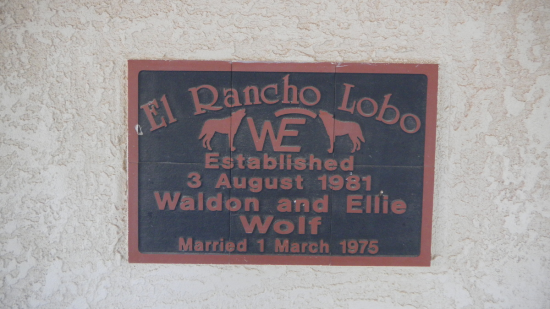 El Rancho Lobo
WE
Established
3 August 1981
Waldon and Ellie
Wolf
Married 1 March 1975